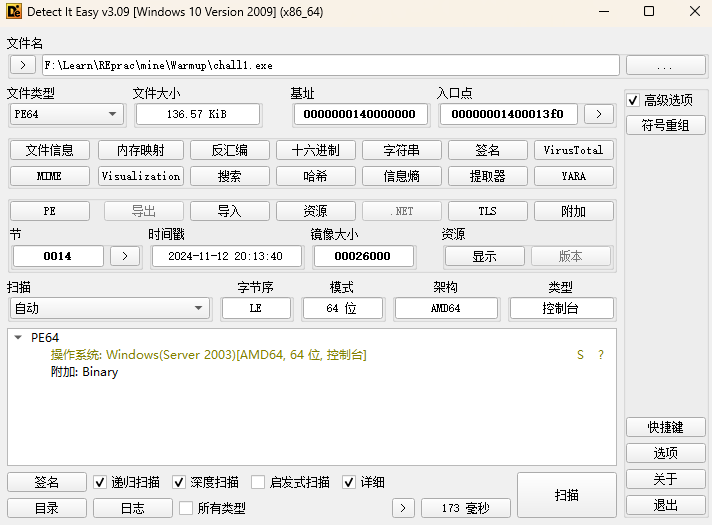 Detect It Easy v3.09 [Windows 10 Version 2009] (x86_64)
文件名
> F:\Learn\REprac\mine\Warmup\chall1.exe ...
文件类型 文件大小 基址 入口点
PE64 136.57 KiB 0000000140000000 00000001400013f0 >
高级选项
文件信息 内存映射 反汇编 十六进制 字符串 签名 VirusTotal
符号重组
MIME Visualization 搜索 哈希 信息熵 提取器 YARA
PE 导出 导入 资源 .NET TLS 附加
节 时间戳 镜像大小 资源
0014 > 2024-11-12 20:13:40 00026000 显示 版本
扫描 字节序 模式 架构 类型
自动 LE 64 位 AMD64 控制台
PE64
操作系统: Windows(Server 2003)[AMD64, 64 位, 控制台] S ?
附加: Binary
快捷键
选项
签名 递归扫描 深度扫描 启发式扫描 详细 扫描
关于
目录 日志 所有类型 > 173 毫秒
退出